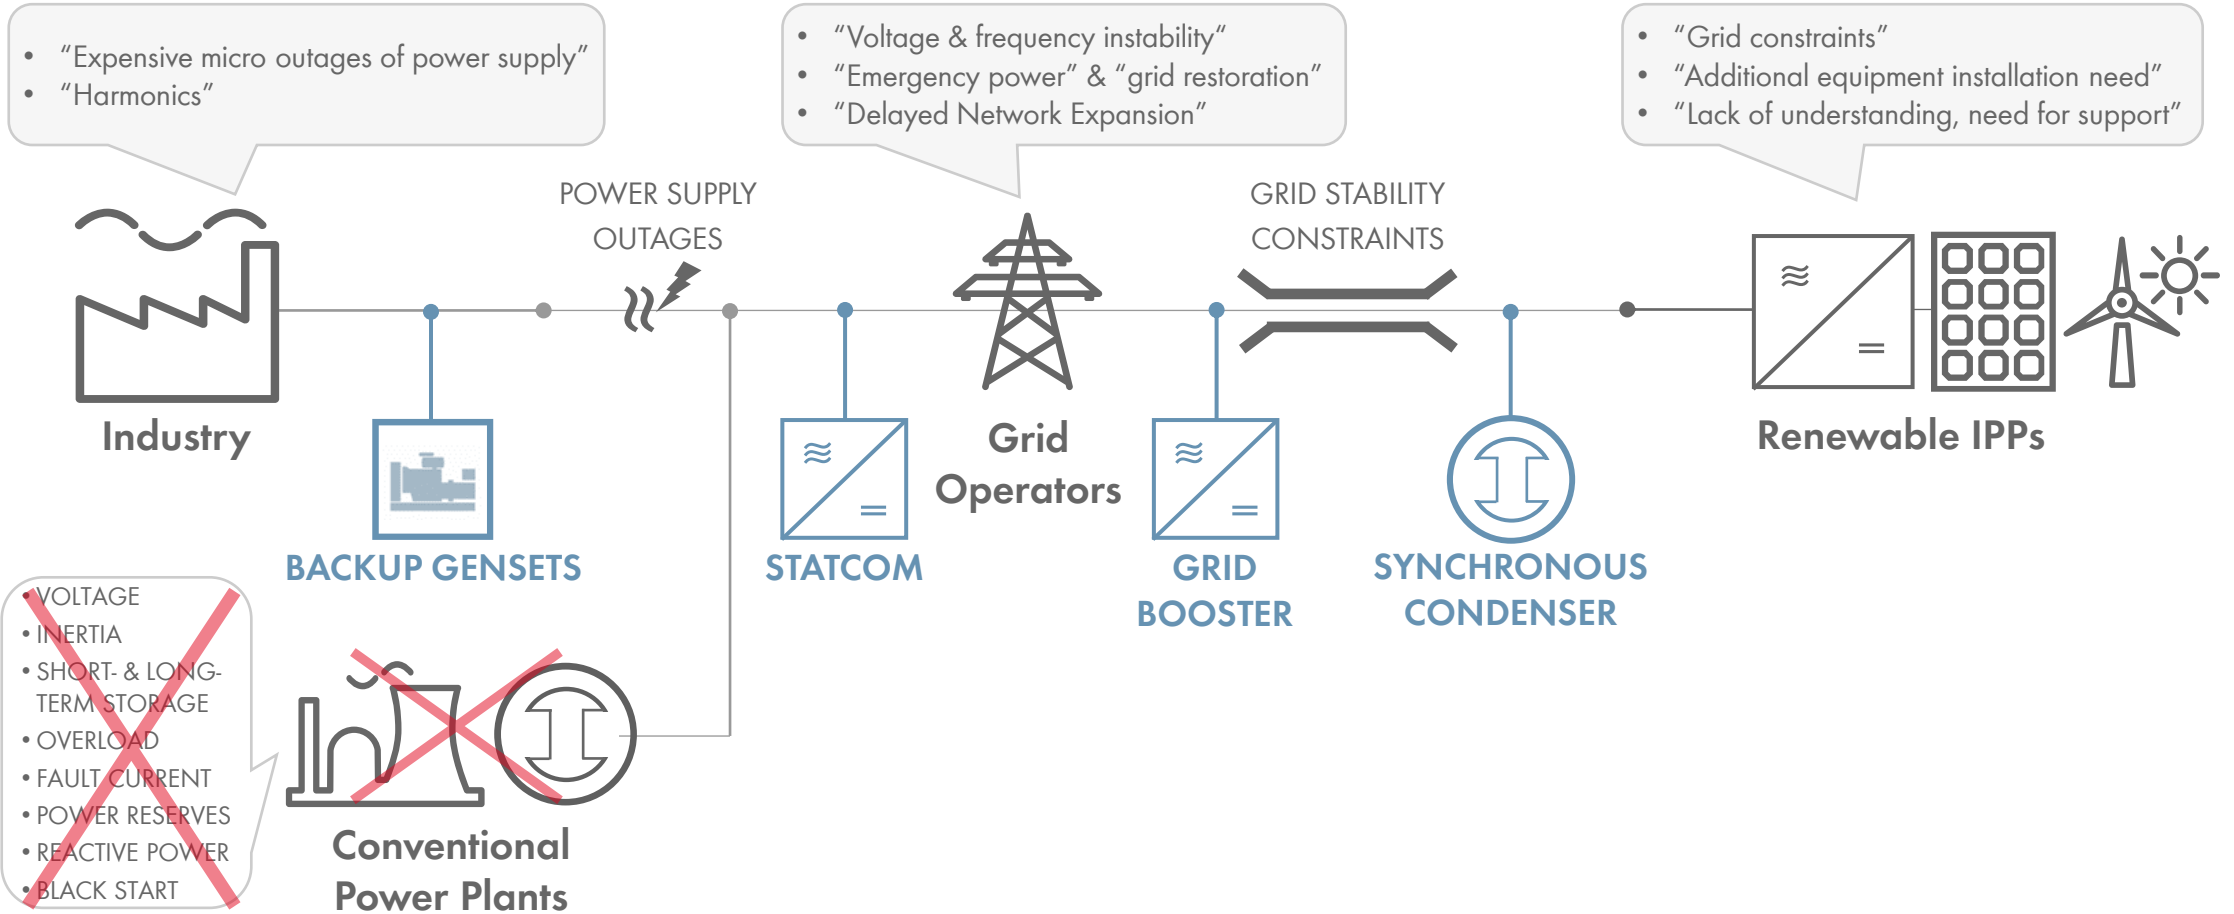 • “Expensive micro outages of power supply”
• “Harmonics”
• “Voltage & frequency instability“
• “Emergency power” & “grid restoration”
• “Delayed Network Expansion”
• “Grid constraints”
• “Additional equipment installation need”
• “Lack of understanding, need for support”
POWER SUPPLY
OUTAGES
GRID STABILITY
CONSTRAINTS
Industry
Grid
Operators
Renewable IPPs
BACKUP GENSETS
STATCOM
GRID
BOOSTER
SYNCHRONOUS
CONDENSER
• VOLTAGE
• INERTIA
• SHORT- & LONG-
TERM STORAGE
• OVERLOAD
• FAULT CURRENT
• POWER RESERVES
• REACTIVE POWER
• BLACK START
Conventional
Power Plants